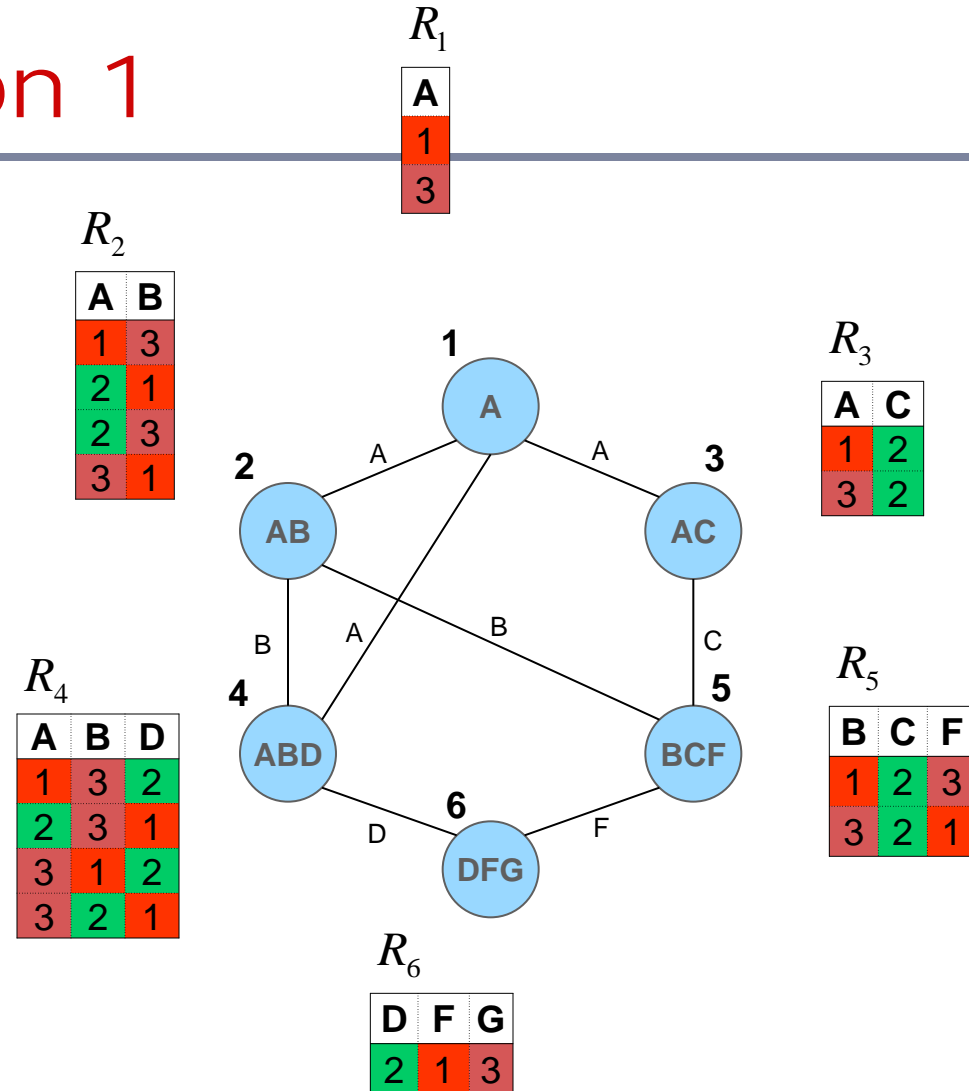 on 1
R1
A
1
3
R2
A B
1 3
2 1
2 3
3 1
1
A
R3
A C
1 2
3 2
A
A
2
AB
3
AC
B
A
B
C
R4
A B D
1 3 2
2 3 1
3 1 2
3 2 1
4
ABD
5
BCF
R5
B C F
1 2 3
3 2 1
D
F
6
DFG
R6
D F G
2 1 3